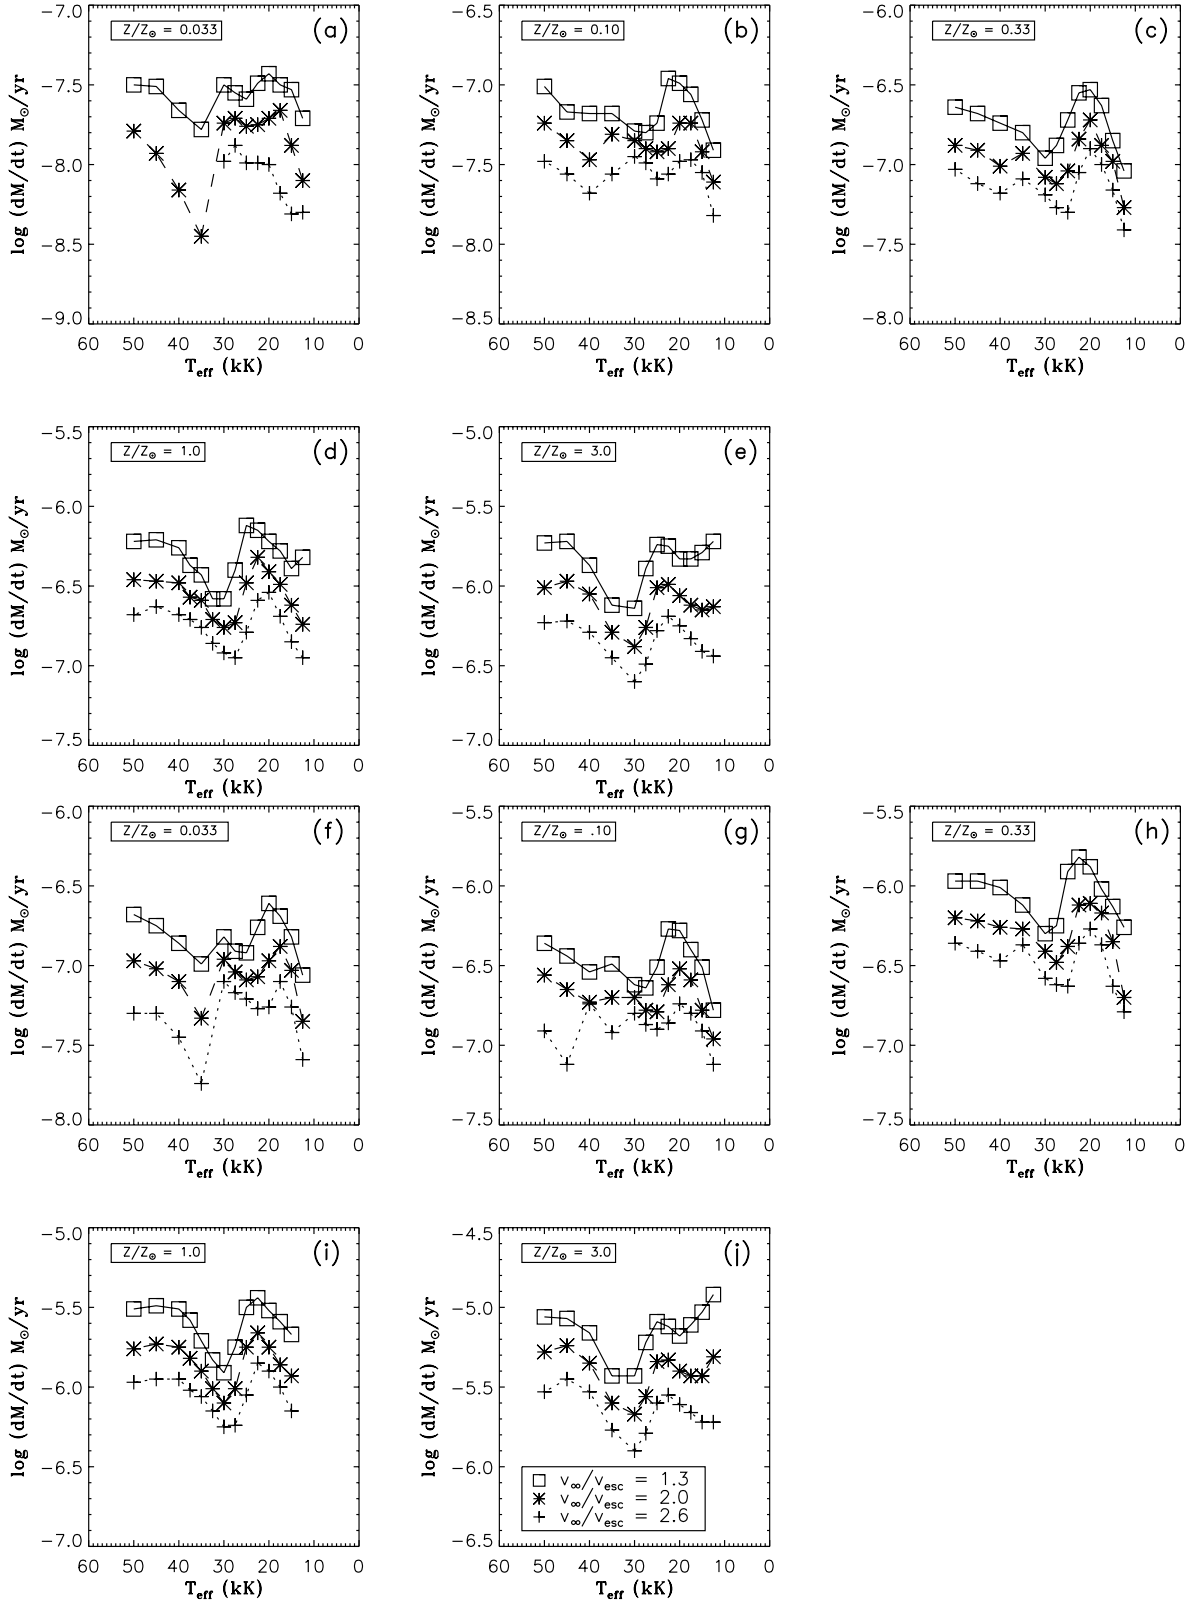 Z/Z⊙ = 0.033
(a)
−7.0
−7.5
−8.0
−8.5
−9.0
log (dM/dt) M⊙/yr
60 50 40 30 20 10 0
Teff (kK)
Z/Z⊙ = 0.10
(b)
−6.5
−7.0
−7.5
−8.0
−8.5
log (dM/dt) M⊙/yr
60 50 40 30 20 10 0
Teff (kK)
Z/Z⊙ = 0.33
(c)
−6.0
−6.5
−7.0
−7.5
−8.0
log (dM/dt) M⊙/yr
60 50 40 30 20 10 0
Teff (kK)
Z/Z⊙ = 1.0
(d)
−5.5
−6.0
−6.5
−7.0
−7.5
log (dM/dt) M⊙/yr
60 50 40 30 20 10 0
Teff (kK)
Z/Z⊙ = 3.0
(e)
−5.0
−5.5
−6.0
−6.5
−7.0
log (dM/dt) M⊙/yr
60 50 40 30 20 10 0
Teff (kK)
Z/Z⊙ = 0.033
(f)
−6.0
−6.5
−7.0
−7.5
−8.0
log (dM/dt) M⊙/yr
60 50 40 30 20 10 0
Teff (kK)
Z/Z⊙ = .10
(g)
−5.5
−6.0
−6.5
−7.0
−7.5
log (dM/dt) M⊙/yr
60 50 40 30 20 10 0
Teff (kK)
Z/Z⊙ = 0.33
(h)
−5.5
−6.0
−6.5
−7.0
−7.5
log (dM/dt) M⊙/yr
60 50 40 30 20 10 0
Teff (kK)
Z/Z⊙ = 1.0
(i)
−5.0
−5.5
−6.0
−6.5
−7.0
log (dM/dt) M⊙/yr
60 50 40 30 20 10 0
Teff (kK)
Z/Z⊙ = 3.0
(j)
−4.5
−5.0
−5.5
−6.0
−6.5
log (dM/dt) M⊙/yr
v∞/vesc = 1.3
v∞/vesc = 2.0
v∞/vesc = 2.6
60 50 40 30 20 10 0
Teff (kK)